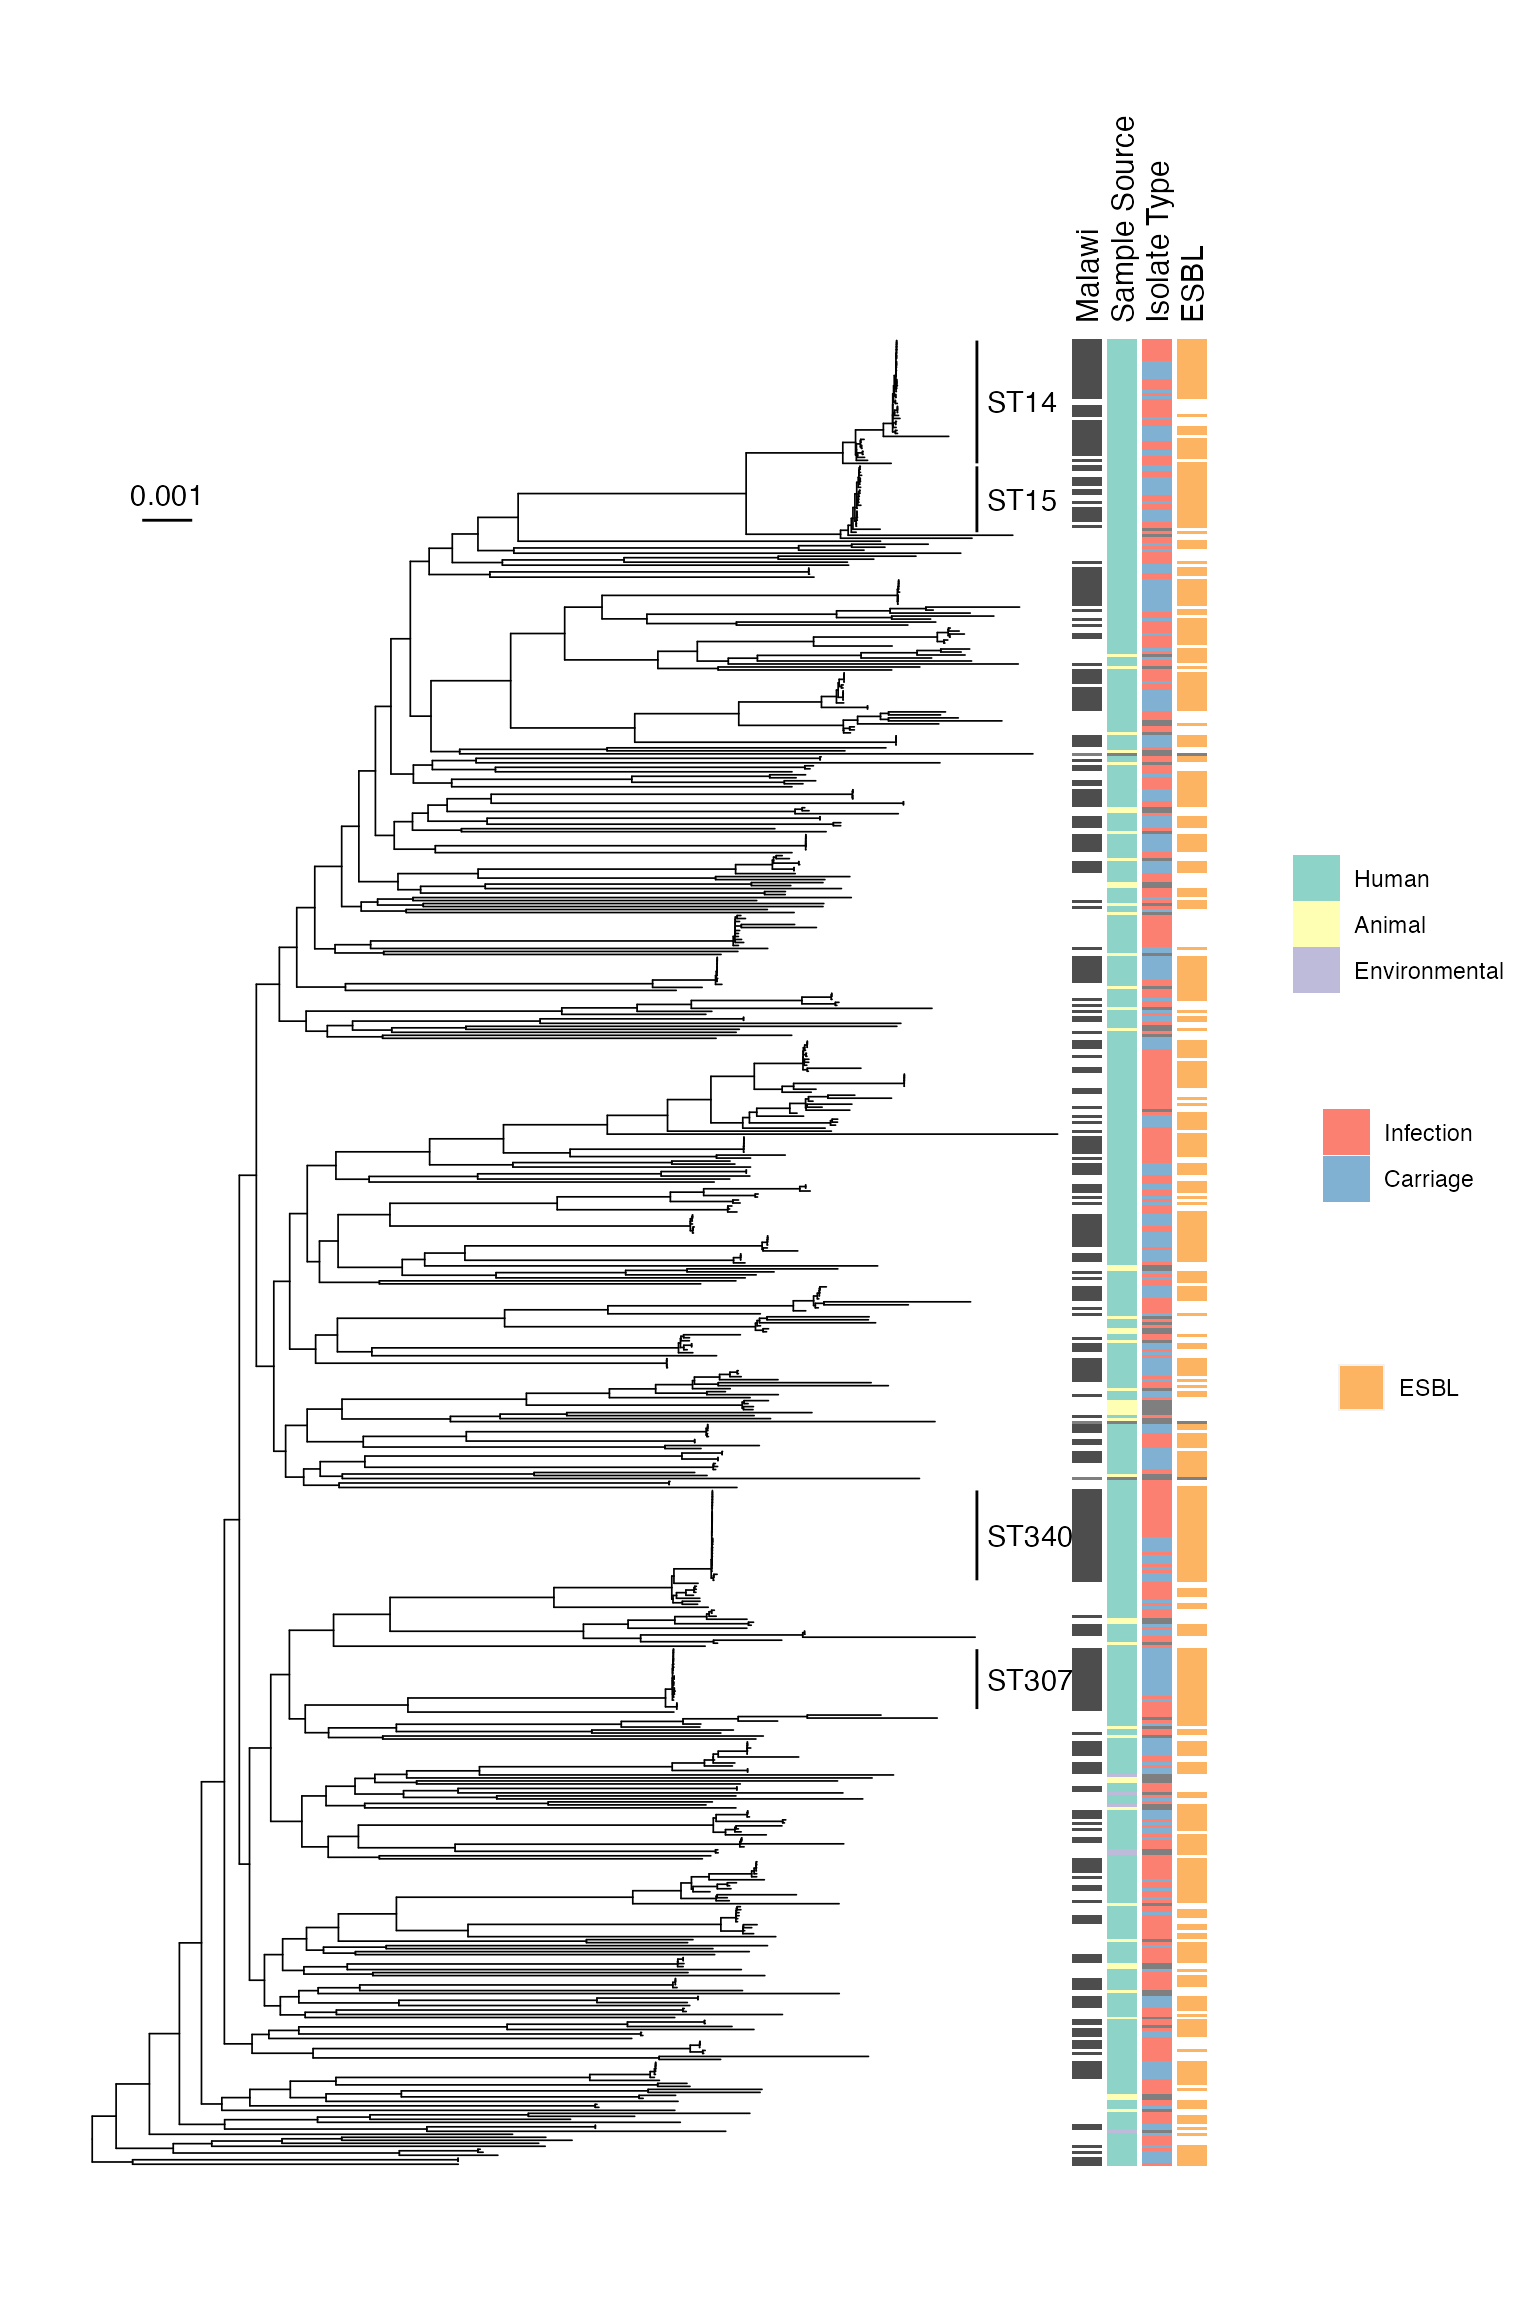 Malawi
Sample Source
Isolate Type
ESBL
ST14
0.001
ST15
Human
Animal
Environmental
Infection
Carriage
ESBL
ST340
ST307